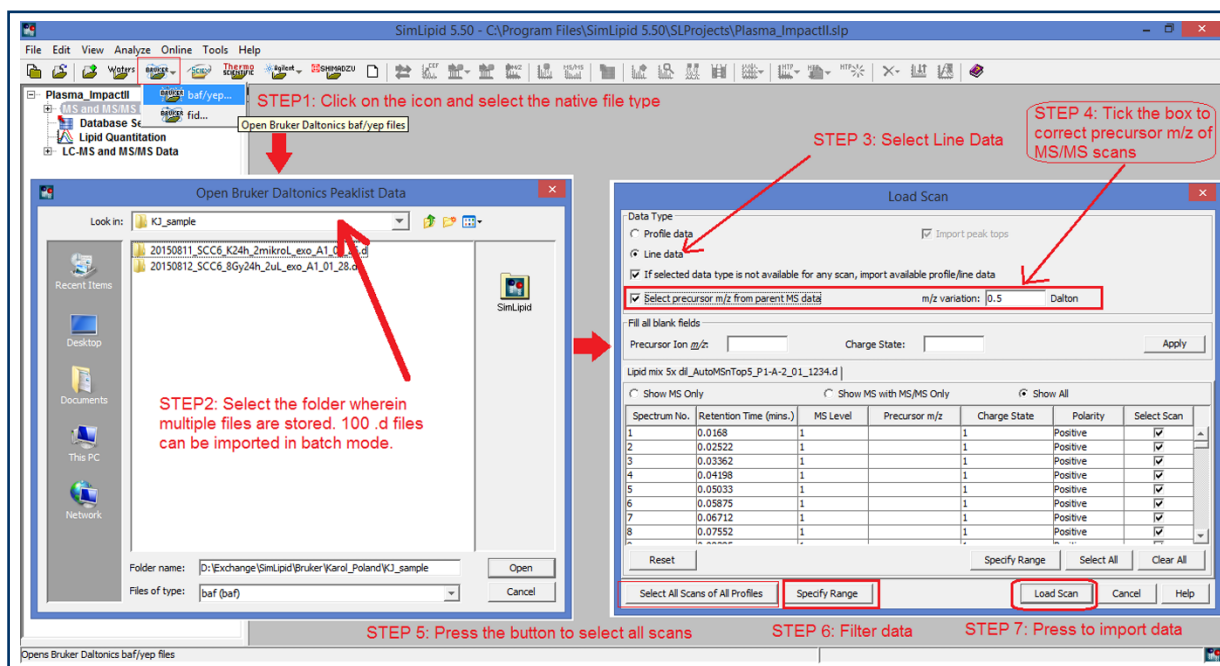 SimLipid 5.50 - C:\Program Files\SimLipid 5.50\SLProjects\Plasma_ImpactII.slp
File Edit View Analyze Online Tools Help
Waters BRUKER SCIEX Thermo SCIENTIFIC Agilent SHIMADZU
Plasma_ImpactII
MS and MS/MS
Database Se
Lipid Quantitation
LC-MS and MS/MS Data
BRUKER baf/yep...
BRUKER fid...
Open Bruker Daltonics baf/yep files
STEP1: Click on the icon and select the native file type
STEP 3: Select Line Data
STEP 4: Tick the box to
correct precursor m/z of
MS/MS scans
Open Bruker Daltonics Peaklist Data
Look in: KJ_sample
20150811_SCC6_K24h_2mikroL_exo_A1_01
20150812_SCC6_8Gy24h_2uL_exo_A1_01_28.d
Recent Items
Desktop
Documents
This PC
Network
SimLipid
STEP2: Select the folder wherein
multiple files are stored. 100 .d files
can be imported in batch mode.
Folder name: D:\Exchange\SimLipid\Bruker\Karol_Poland\KJ_sample Open
Files of type: baf (baf) Cancel
Load Scan
Data Type
Profile data Import peak tops
Line data
If selected data type is not available for any scan, import available profile/line data
Select precursor m/z from parent MS data m/z variation: 0.5 Dalton
Fill all blank fields
Precursor Ion m/z: Charge State: Apply
Lipid mix 5x dil_AutoMSnTop5_P1-A-2_01_1234.d
Show MS Only Show MS with MS/MS Only Show All
Spectrum No. Retention Time (mins.) MS Level Precursor m/z Charge State Polarity Select Scan
1 0.0168 1 1 Positive
2 0.02522 1 1 Positive
3 0.03362 1 1 Positive
4 0.04198 1 1 Positive
5 0.05033 1 1 Positive
6 0.05875 1 1 Positive
7 0.06712 1 1 Positive
8 0.07552 1 1 Positive
Reset Specify Range Select All Clear All
Select All Scans of All Profiles Specify Range Load Scan Cancel Help
STEP 5: Press the button to select all scans
STEP 6: Filter data
STEP 7: Press to import data
Opens Bruker Daltonics baf/yep files